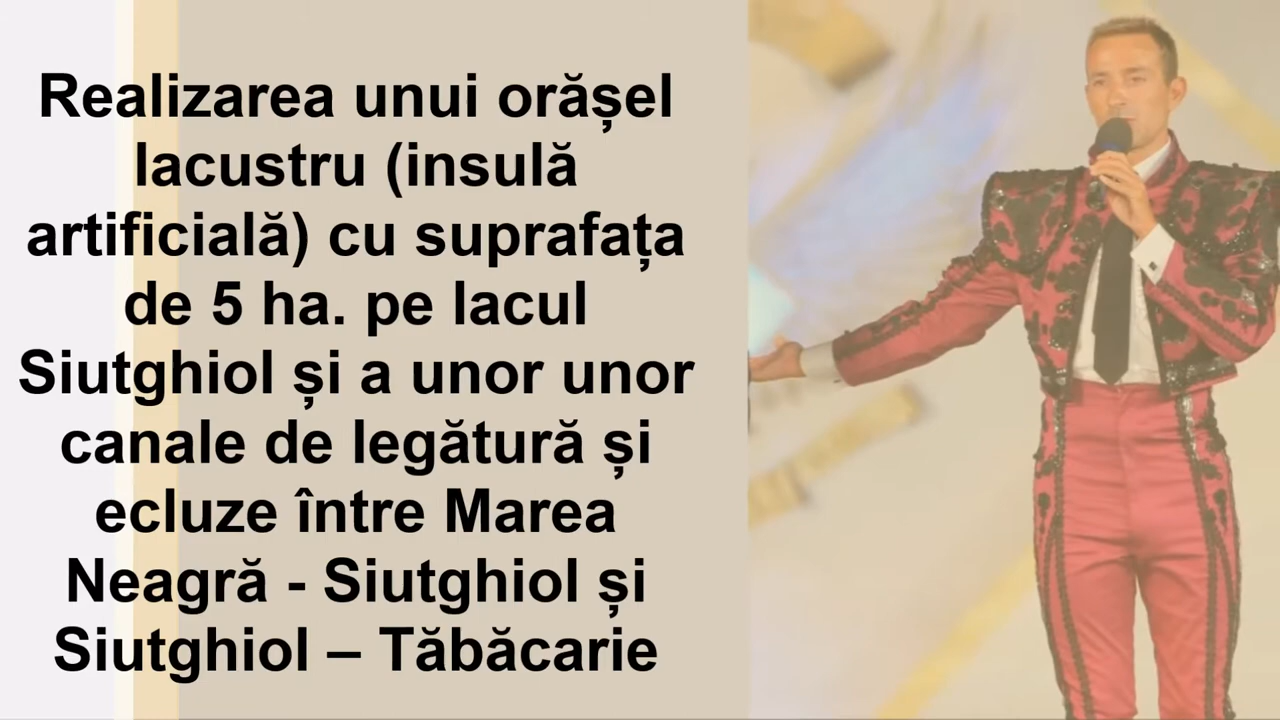 Realizarea unui orășel
lacustru (insulă
artificială) cu suprafața
de 5 ha. pe lacul
Siutghiol și a unor unor
canale de legătură și
ecluze între Marea
Neagră - Siutghiol și
Siutghiol – Tăbăcarie